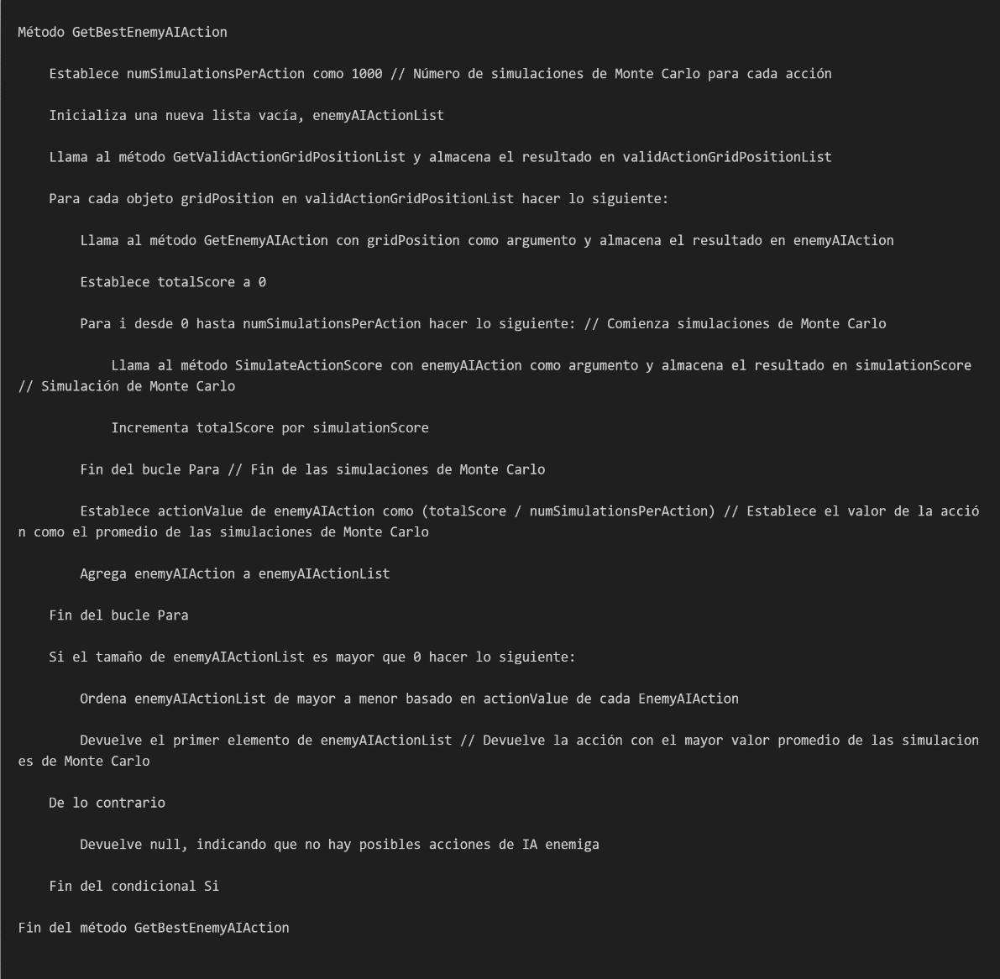 Método GetBestEnemyAIAction
Establece numSimulationsPerAction como 1000 // Número de simulaciones de Monte Carlo para cada acción
Inicializa una nueva lista vacía, enemyAIActionList
Llama al método GetValidActionGridPositionList y almacena el resultado en validActionGridPositionList
Para cada objeto gridPosition en validActionGridPositionList hacer lo siguiente:
Llama al método GetEnemyAIAction con gridPosition como argumento y almacena el resultado en enemyAIAction
Establece totalScore a 0
Para i desde 0 hasta numSimulationsPerAction hacer lo siguiente: // Comienza simulaciones de Monte Carlo
Llama al método SimulateActionScore con enemyAIAction como argumento y almacena el resultado en simulationScore
// Simulación de Monte Carlo
Incrementa totalScore por simulationScore
Fin del bucle Para // Fin de las simulaciones de Monte Carlo
Establece actionValue de enemyAIAction como (totalScore / numSimulationsPerAction) // Establece el valor de la acció
n como el promedio de las simulaciones de Monte Carlo
Agrega enemyAIAction a enemyAIActionList
Fin del bucle Para
Si el tamaño de enemyAIActionList es mayor que 0 hacer lo siguiente:
Ordena enemyAIActionList de mayor a menor basado en actionValue de cada EnemyAIAction
Devuelve el primer elemento de enemyAIActionList // Devuelve la acción con el mayor valor promedio de las simulacion
es de Monte Carlo
De lo contrario
Devuelve null, indicando que no hay posibles acciones de IA enemiga
Fin del condicional Si
Fin del método GetBestEnemyAIAction